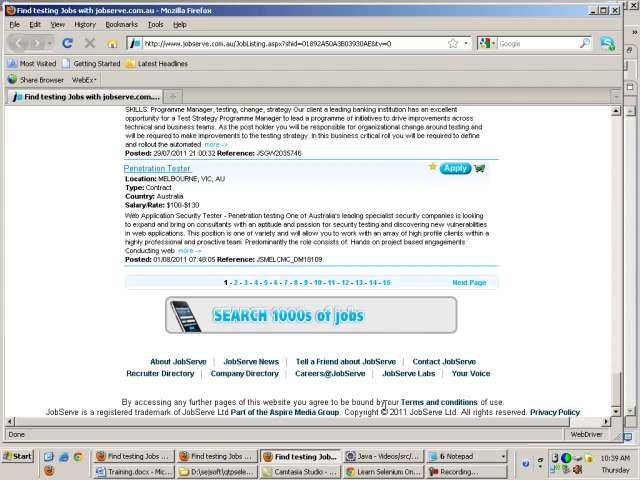 Find testing Jobs with jobserve.com.au - Mozilla Firefox
File Edit View History Bookmarks Tools Help
http://www.jobserve.com.au/JobListing.aspx?shid=01892A50A3B03930AE&tv=0
Google
Most Visited Getting Started Latest Headlines
Share Browser WebEx
Find testing Jobs with jobserve.com....
SKILLS: Programme Manager, testing, change, strategy Our client a leading banking institution has an excellent
opportunity for a Test Strategy Programme Manager to lead a programme of initiatives to drive improvements across
technical and business teams. As the post holder you will be responsible for organizational change around testing and
will be required to make improvements to the testing strategy. In this business critical roll you will be required to define
and rollout the automated more ->
Posted: 29/07/2011 21:00:32 Reference: JSGW2035746
Penetration Tester
Apply
Location: MELBOURNE, VIC, AU
Type: Contract
Country: Australia
Salary/Rate: $100-$130
Web Application Security Tester - Penetration testing One of Australia's leading specialist security companies is looking
to expand and bring on consultants with an aptitude and passion for security testing and discovering new vulnerabilities
in web applications. This position is one of variety and will allow you to work with an array of high profile clients within a
highly professional and proactive team. Predominantly the role consists of: Hands on project based engagements
Conducting web more ->
Posted: 01/08/2011 07:48:05 Reference: JSMELCMC_DM18109
1 - 2 - 3 - 4 - 5 - 6 - 7 - 8 - 9 - 10 - 11 - 12 - 13 - 14 - 15 Next Page
SEARCH 1000s of jobs
About JobServe | JobServe News | Tell a Friend about JobServe | Contact JobServe
Recruiter Directory | Company Directory | Careers@JobServe | JobServe Labs | Your Voice
By accessing any further pages of this website you agree to be bound by our Terms and conditions of use.
JobServe is a registered trademark of JobServe Ltd Part of the Aspire Media Group. Copyright © 2011 JobServe Ltd. All rights reserved. Privacy Policy
Done WebDriver
Start Find testing Jobs ... Find testing Jobs ... Find testing Job... Java - Videos/src/... 6 Notepad 10:39 AM
Training.docx - Mic... D:\sejsoft\qtpsele... Camtasia Studio - ... Learn Selenium On... Recording... Thursday